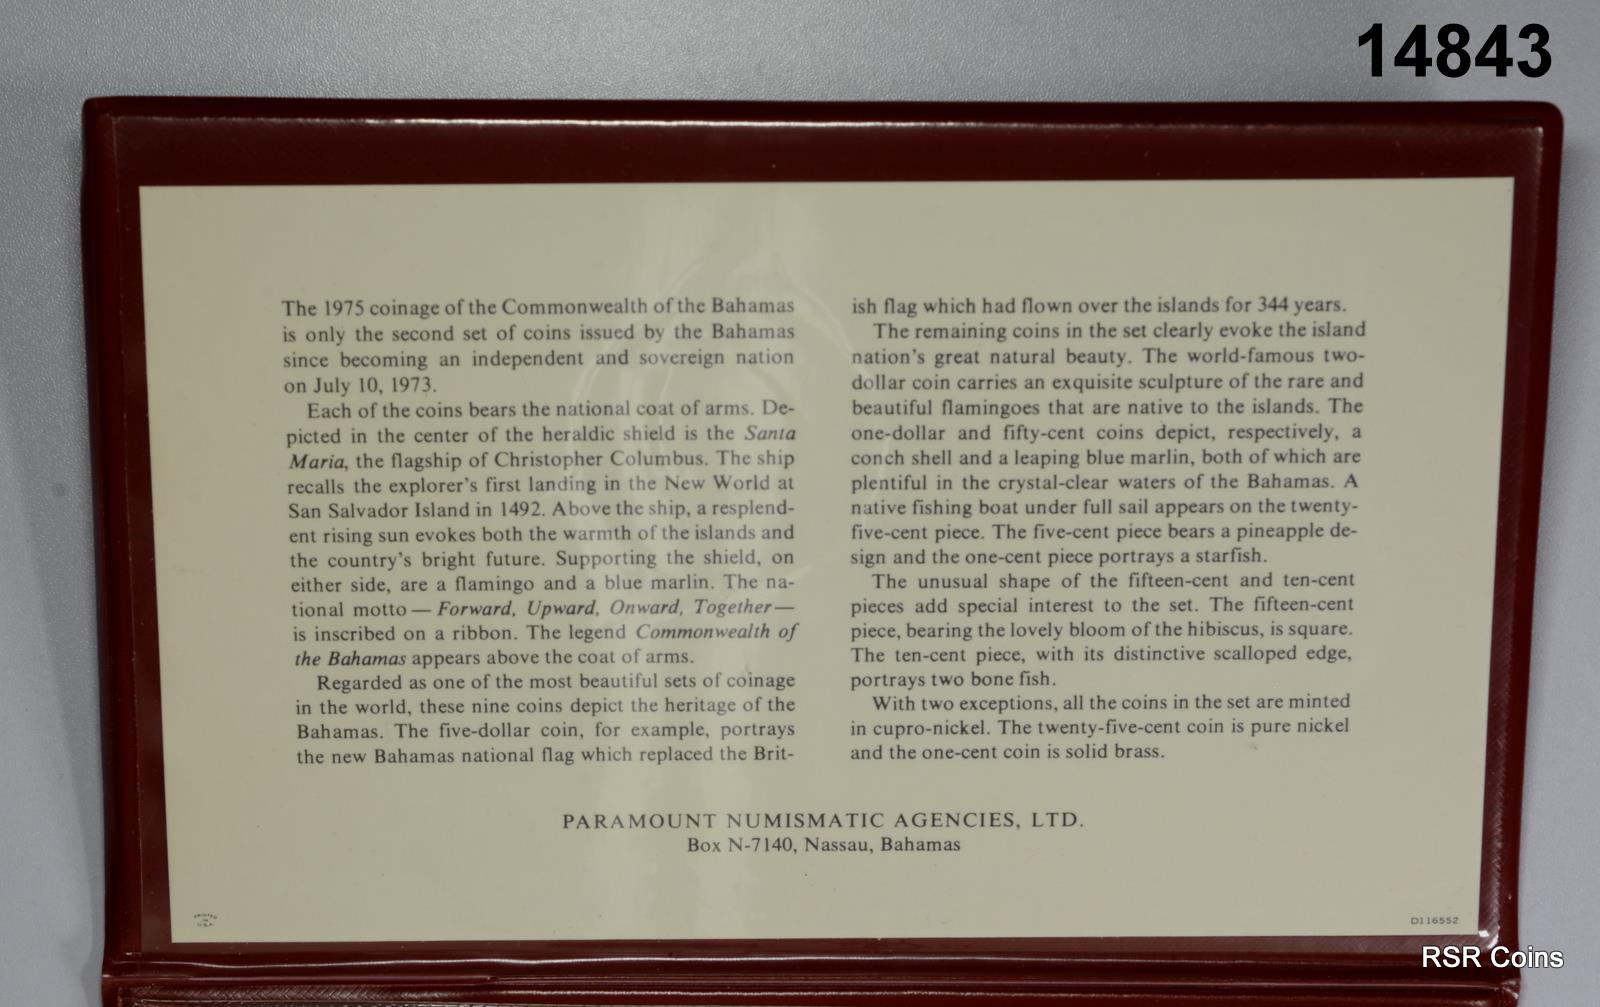 14843
The 1975 coinage of the Commonwealth of the Bahamas
is only the second set of coins issued by the Bahamas
since becoming an independent and sovereign nation
on July 10, 1973.
Each of the coins bears the national coat of arms. De-
picted in the center of the heraldic shield is the Santa
Maria, the flagship of Christopher Columbus. The ship
recalls the explorer's first landing in the New World at
San Salvador Island in 1492. Above the ship, a resplend-
ent rising sun evokes both the warmth of the islands and
the country's bright future. Supporting the shield, on
either side, are a flamingo and a blue marlin. The na-
tional motto — Forward, Upward, Onward, Together—
is inscribed on a ribbon. The legend Commonwealth of
the Bahamas appears above the coat of arms.
Regarded as one of the most beautiful sets of coinage
in the world, these nine coins depict the heritage of the
Bahamas. The five-dollar coin, for example, portrays
the new Bahamas national flag which replaced the Brit-
ish flag which had flown over the islands for 344 years.
The remaining coins in the set clearly evoke the island
nation's great natural beauty. The world-famous two-
dollar coin carries an exquisite sculpture of the rare and
beautiful flamingoes that are native to the islands. The
one-dollar and fifty-cent coins depict, respectively, a
conch shell and a leaping blue marlin, both of which are
plentiful in the crystal-clear waters of the Bahamas. A
native fishing boat under full sail appears on the twenty-
five-cent piece. The five-cent piece bears a pineapple de-
sign and the one-cent piece portrays a starfish.
The unusual shape of the fifteen-cent and ten-cent
pieces add special interest to the set. The fifteen-cent
piece, bearing the lovely bloom of the hibiscus, is square.
The ten-cent piece, with its distinctive scalloped edge,
portrays two bone fish.
With two exceptions, all the coins in the set are minted
in cupro-nickel. The twenty-five-cent coin is pure nickel
and the one-cent coin is solid brass.
PARAMOUNT NUMISMATIC AGENCIES, LTD.
Box N-7140, Nassau, Bahamas
PRINTED
IN
U.S.A.
D116552
RSR Coins